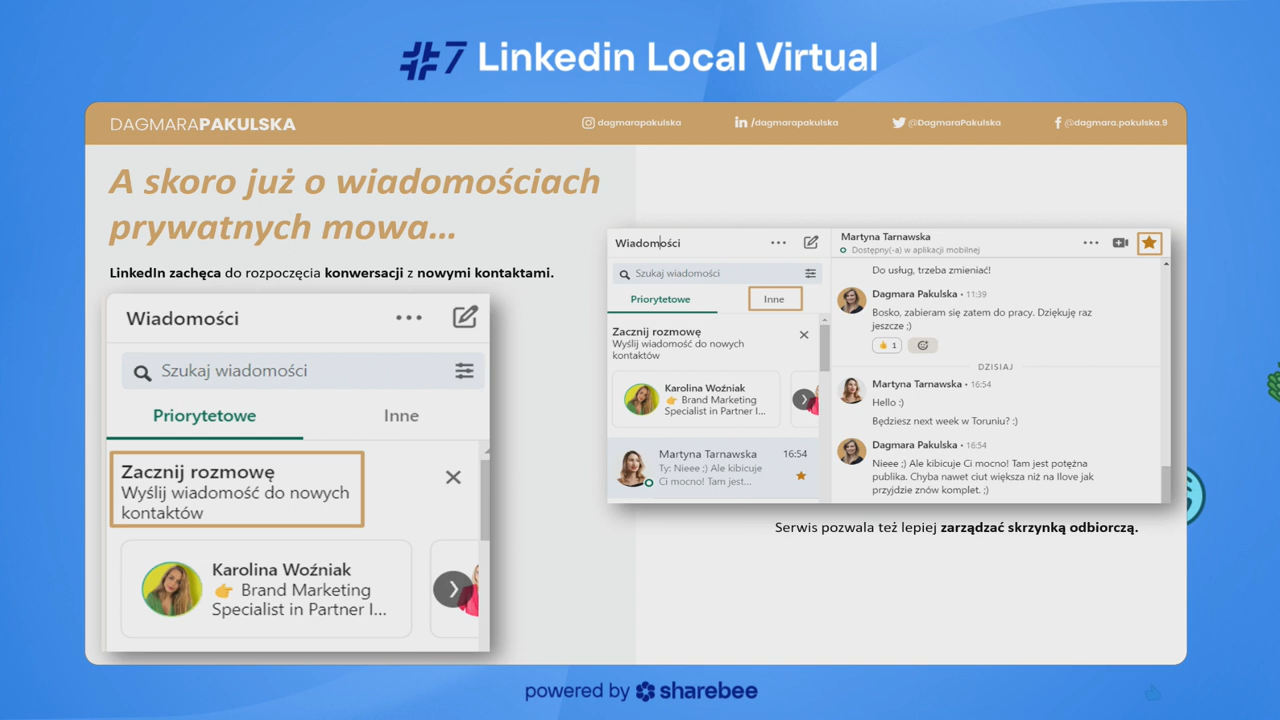 #7 Linkedin Local Virtual
DAGMARAPAKULSKA
dagmarapakulska
/dagmarapakulska
@DagmaraPakulska
@dagmara.pakulska.9
A skoro już o wiadomościach
prywatnych mowa...
LinkedIn zachęca do rozpoczęcia konwersacji z nowymi kontaktami.
Wiadomości
Szukaj wiadomości
Priorytetowe
Inne
Zacznij rozmowę
Wyślij wiadomość do nowych
kontaktów
Karolina Woźniak
👉 Brand Marketing
Specialist in Partner I...
Wiadomości
Szukaj wiadomości
Priorytetowe
Inne
Zacznij rozmowę
Wyślij wiadomość do nowych
kontaktów
Karolina Woźniak
👉 Brand Marketing
Specialist in Partner I...
Martyna Tarnawska 16:54
Ty: Nieee ;) Ale kibicuje
Ci mocno! Tam jest...
Martyna Tarnawska
Dostępny(-a) w aplikacji mobilnej
Do usług, trzeba zmieniać!
Dagmara Pakulska • 11:39
Bosko, zabieram się zatem do pracy. Dziękuję raz
jeszcze ;)
👍 1
DZISIAJ
Martyna Tarnawska • 16:54
Hello :)
Będziesz next week w Toruniu? :)
Dagmara Pakulska • 16:54
Nieee ;) Ale kibicuje Ci mocno! Tam jest potężna
publika. Chyba nawet ciut większa niż na Ilove jak
przyjdzie znów komplet. ;)
Serwis pozwala też lepiej zarządzać skrzynką odbiorczą.
powered by sharebee